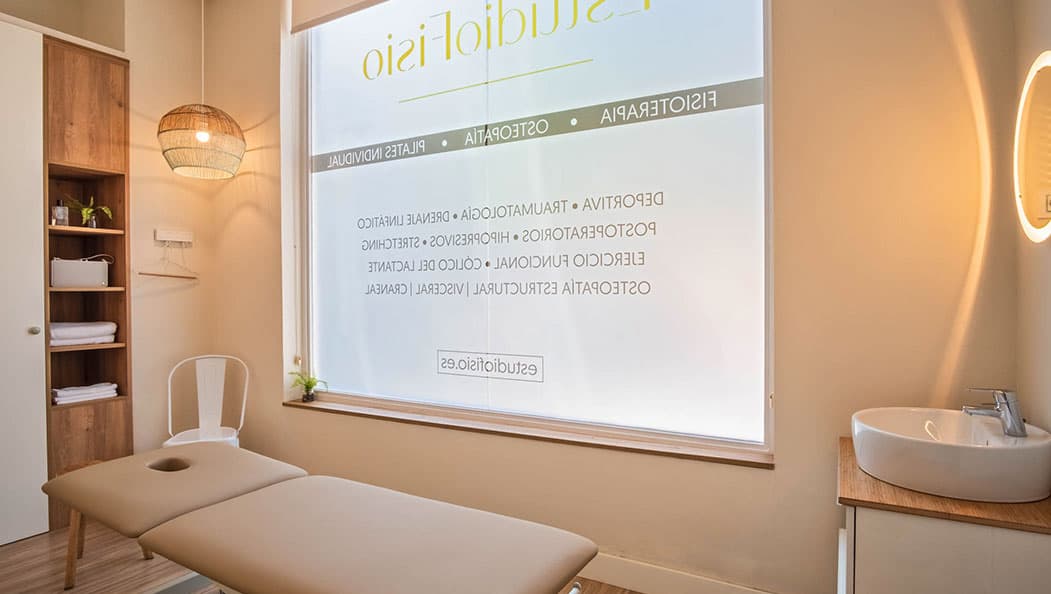 EstudioFisio
FISIOTERAPIA • OSTEOPATÍA • PILATES INDIVIDUAL
DEPORTIVA • TRAUMATOLOGÍA • DRENAJE LINFÁTICO
POSTOPERATORIOS • HIPOPRESIVOS • STRETCHING
EJERCICIO FUNCIONAL • CÓLICO DEL LACTANTE
OSTEOPATÍA ESTRUCTURAL | VISCERAL | CRANEAL
estudiofisio.es